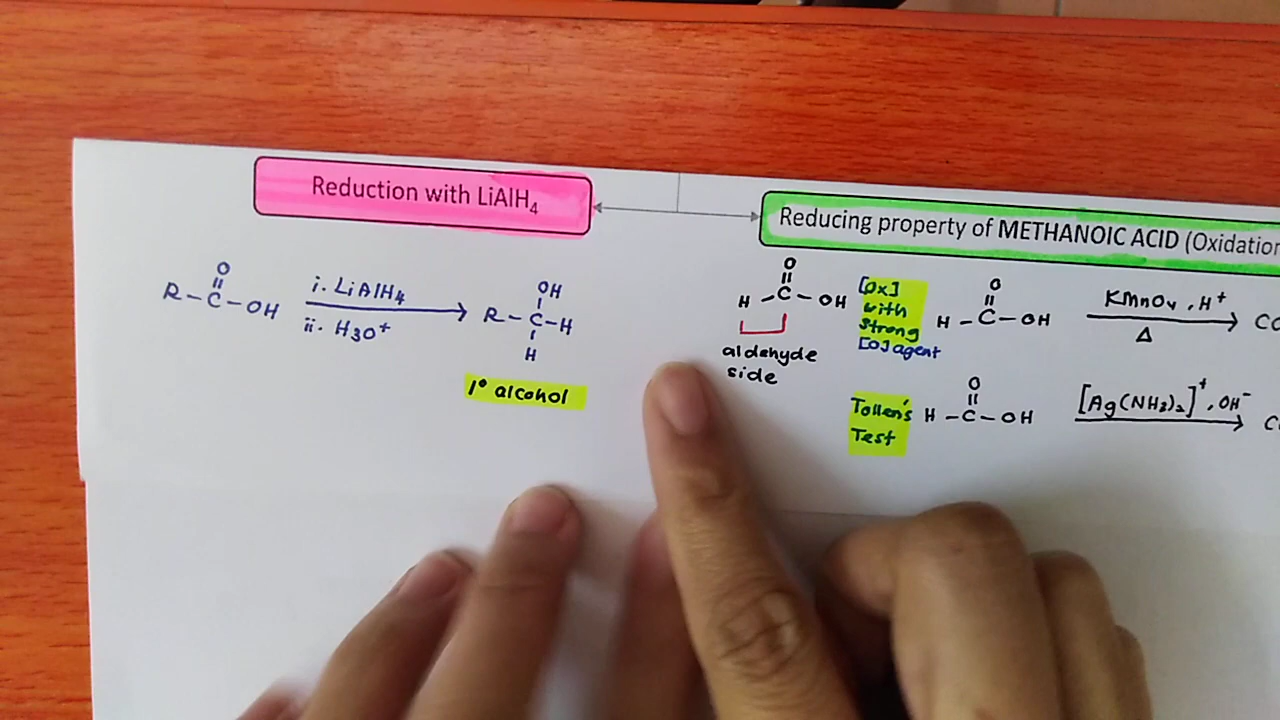 Reduction with LiAlH4
O
R-C-OH
i. LiAlH4
ii. H3O+
OH
R-C-H
H
1° alcohol
Reducing property of METHANOIC ACID (Oxidation
O
H-C-OH
aldehyde
side
[Ox]
with
strong
[O] agent
O
H-C-OH
KMnO4, H+
Δ
Tollen's
Test
O
H-C-OH
[Ag(NH3)2]+, OH-